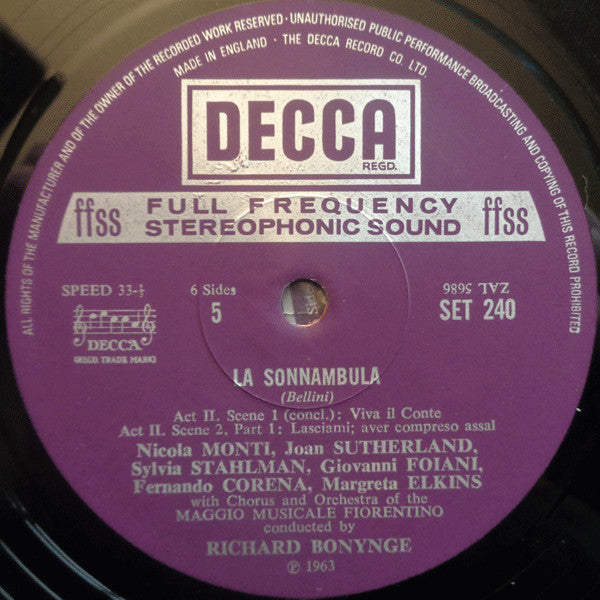 ALL RIGHTS OF THE MANUFACTURER AND OF THE OWNER OF THE RECORDED WORK RESERVED · UNAUTHORISED PUBLIC PERFORMANCE BROADCASTING AND COPYING OF THIS RECORD PROHIBITED
MADE IN ENGLAND · THE DECCA RECORD CO. LTD.
DECCA
REGD.
ffss FULL FREQUENCY STEREOPHONIC SOUND ffss
SPEED 33-⅓
6 Sides
5
ZAL 5686
SET 240
DECCA
(REGD. TRADE MARK)
LA SONNAMBULA
(Bellini)
Act II. Scene 1 (concl.): Viva il Conte
Act II. Scene 2, Part 1: Lasciami; aver compreso assai
Nicola MONTI, Joan SUTHERLAND,
Sylvia STAHLMAN, Giovanni FOIANI,
Fernando CORENA, Margreta ELKINS
with Chorus and Orchestra of the
MAGGIO MUSICALE FIORENTINO
conducted by
RICHARD BONYNGE
℗ 1963